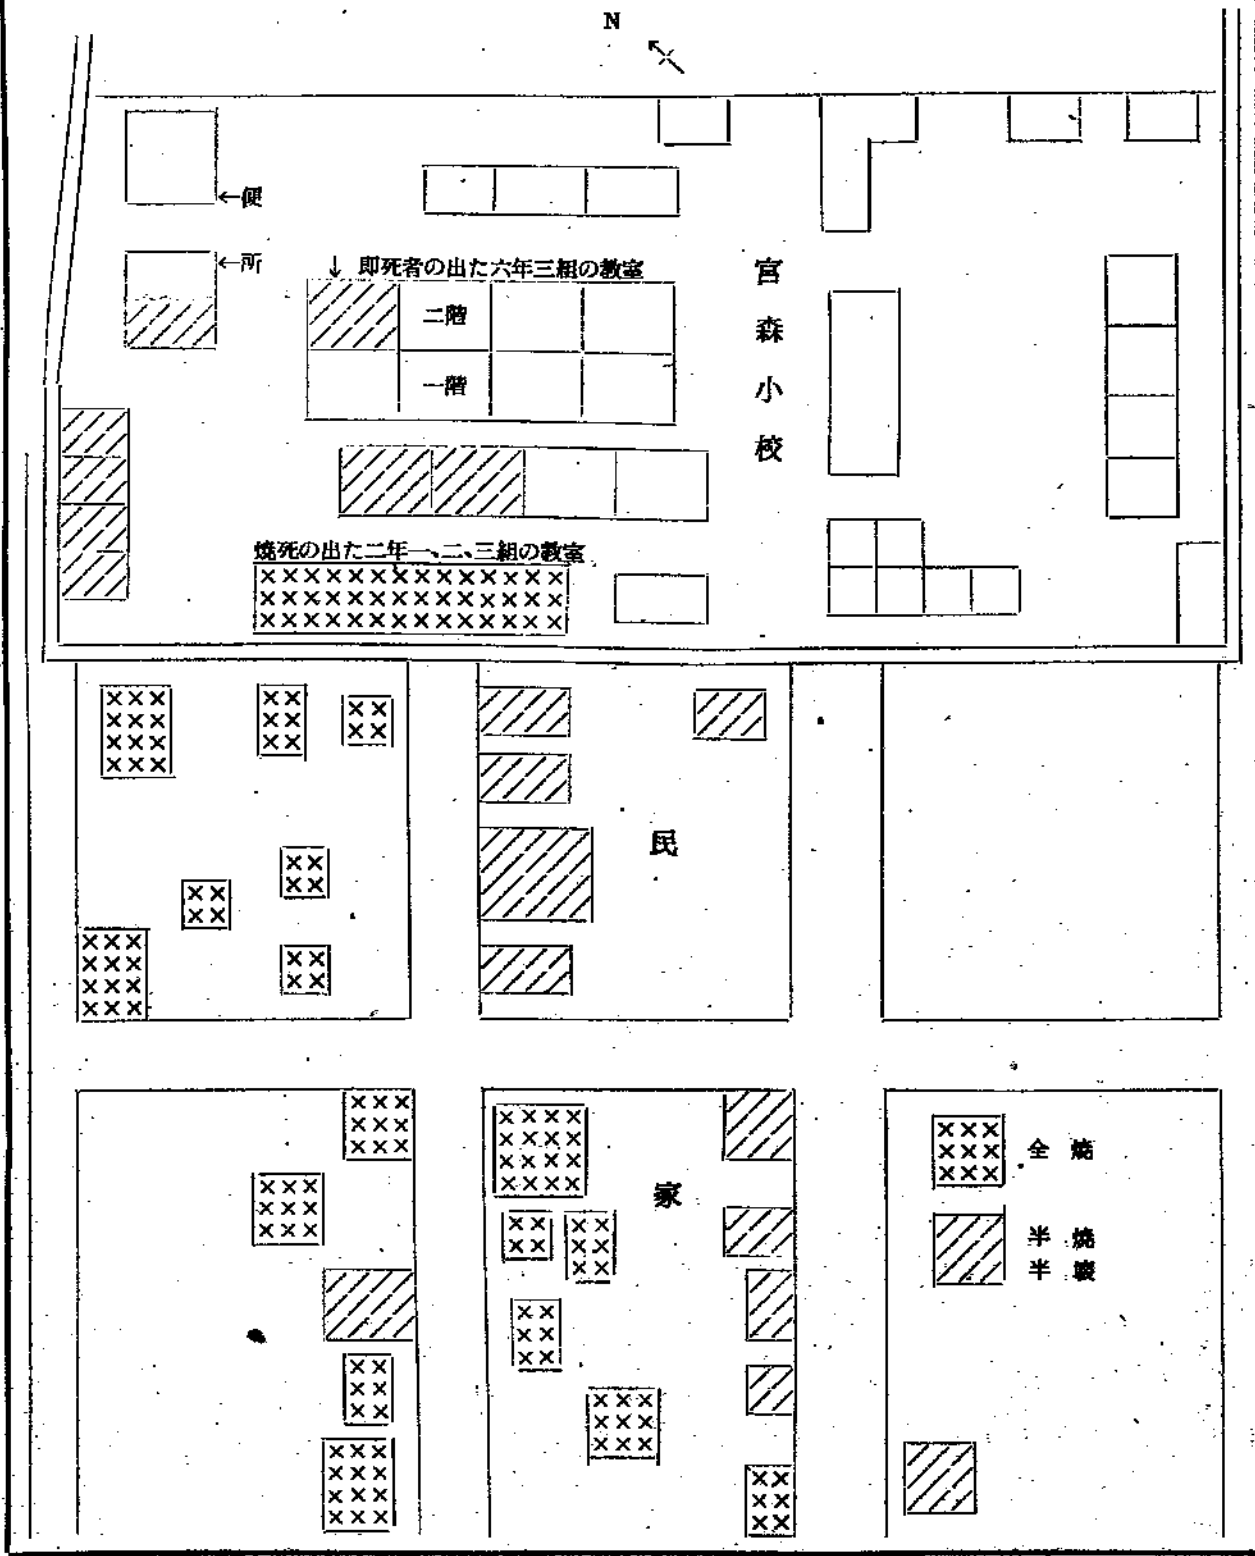 N
←便
←所
↓ 即死者の出た六年三組の教室
二階
一階
宮森小校
焼死の出た二年一、二、三組の教室
民
家
全焼
半焼
半壊